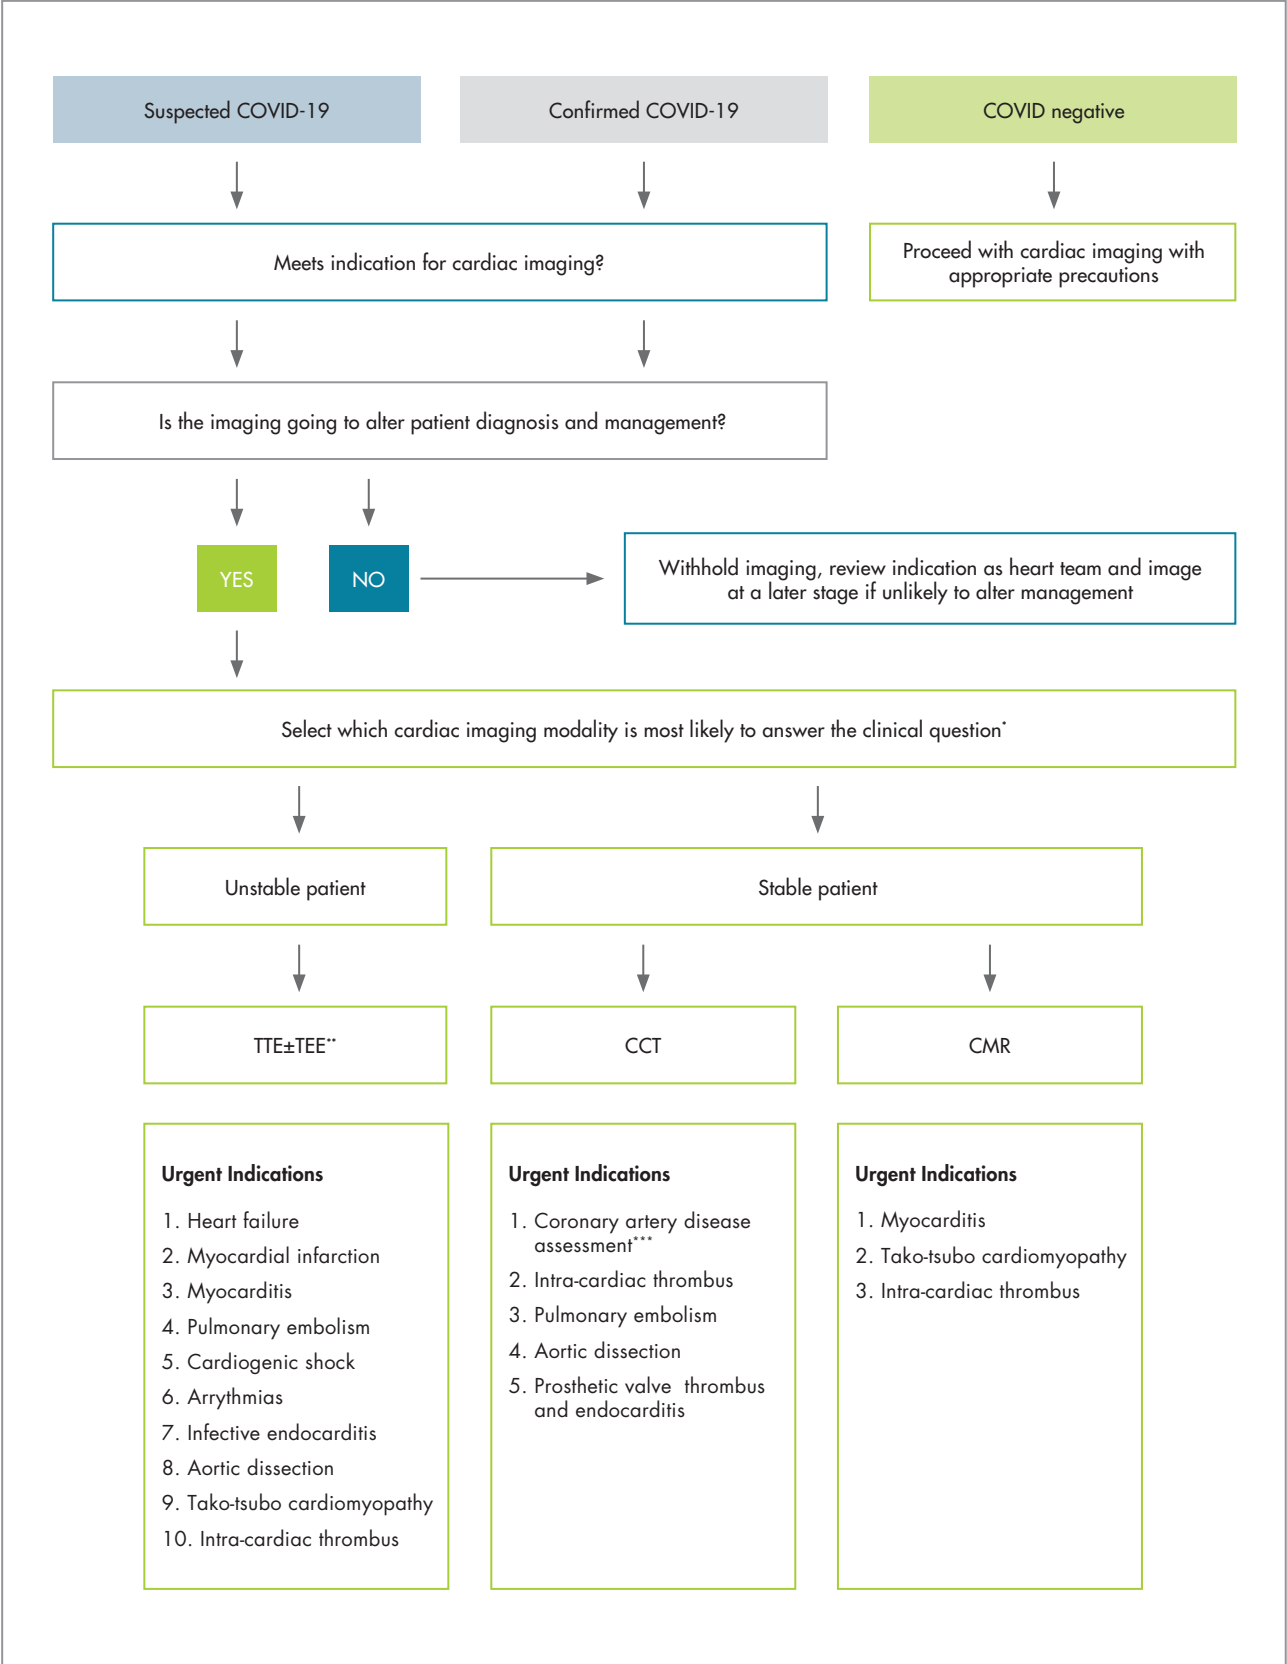 Suspected COVID-19
Confirmed COVID-19
COVID negative
Meets indication for cardiac imaging?
Proceed with cardiac imaging with
appropriate precautions
Is the imaging going to alter patient diagnosis and management?
YES
NO
Withhold imaging, review indication as heart team and image
at a later stage if unlikely to alter management
Select which cardiac imaging modality is most likely to answer the clinical question*
Unstable patient
Stable patient
TTE±TEE**
CCT
CMR
Urgent Indications
1. Heart failure
2. Myocardial infarction
3. Myocarditis
4. Pulmonary embolism
5. Cardiogenic shock
6. Arrythmias
7. Infective endocarditis
8. Aortic dissection
9. Tako-tsubo cardiomyopathy
10. Intra-cardiac thrombus
Urgent Indications
1. Coronary artery disease
assessment***
2. Intra-cardiac thrombus
3. Pulmonary embolism
4. Aortic dissection
5. Prosthetic valve thrombus
and endocarditis
Urgent Indications
1. Myocarditis
2. Tako-tsubo cardiomyopathy
3. Intra-cardiac thrombus